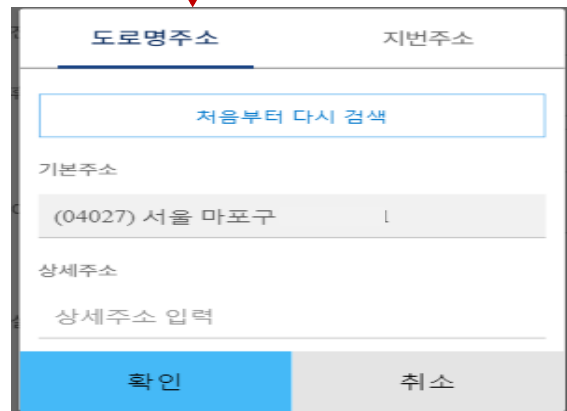 도로명주소 지번주소
처음부터 다시 검색
기본주소
(04027) 서울 마포구
상세주소
상세주소 입력
확인 취소